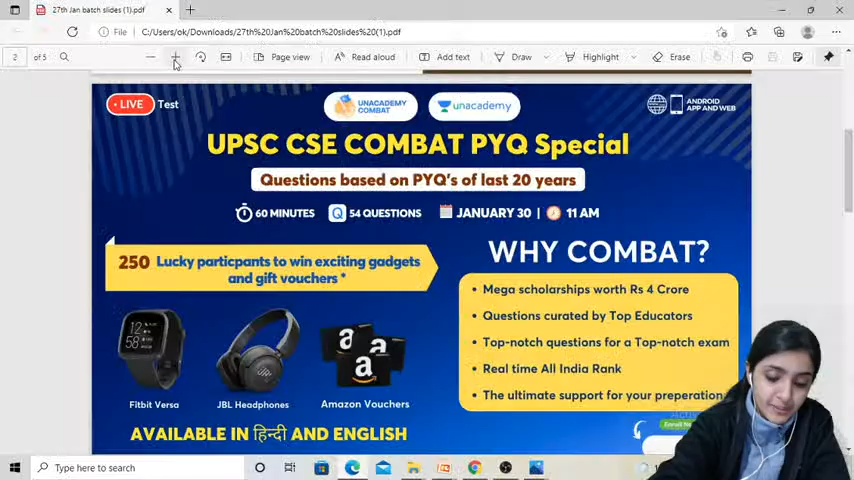 27th Jan batch slides (1).pdf
File
C:/Users/ok/Downloads/27th%20Jan%20batch%20slides%20(1).pdf
2 of 5
Page view
Read aloud
Add text
Draw
Highlight
Erase
• LIVE Test
UNACADEMY
COMBAT
unacademy
ANDROID
APP AND WEB
UPSC CSE COMBAT PYQ Special
Questions based on PYQ's of last 20 years
60 MINUTES
Q 54 QUESTIONS
JANUARY 30 | 11 AM
250 Lucky particpants to win exciting gadgets
and gift vouchers *
12
58
JBL
a
a
a
Fitbit Versa
JBL Headphones
Amazon Vouchers
AVAILABLE IN हिन्दी AND ENGLISH
WHY COMBAT?
• Mega scholarships worth Rs 4 Crore
• Questions curated by Top Educators
• Top-notch questions for a Top-notch exam
• Real time All India Rank
• The ultimate support for your preperation
Type here to search